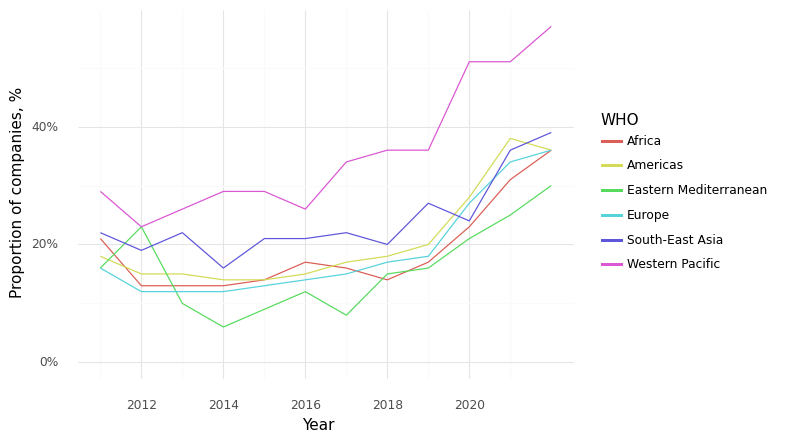 Proportion of companies, %
40%
20%
0%
2012
2014
2016
2018
2020
Year
WHO
Africa
Americas
Eastern Mediterranean
Europe
South-East Asia
Western Pacific